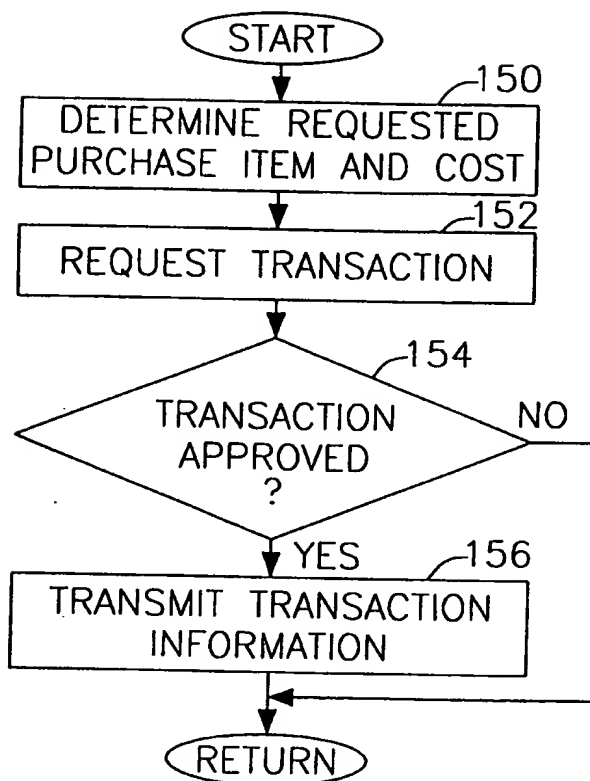 START
150
DETERMINE REQUESTED
PURCHASE ITEM AND COST
152
REQUEST TRANSACTION
154
TRANSACTION
APPROVED
?
NO
YES
156
TRANSMIT TRANSACTION
INFORMATION
RETURN